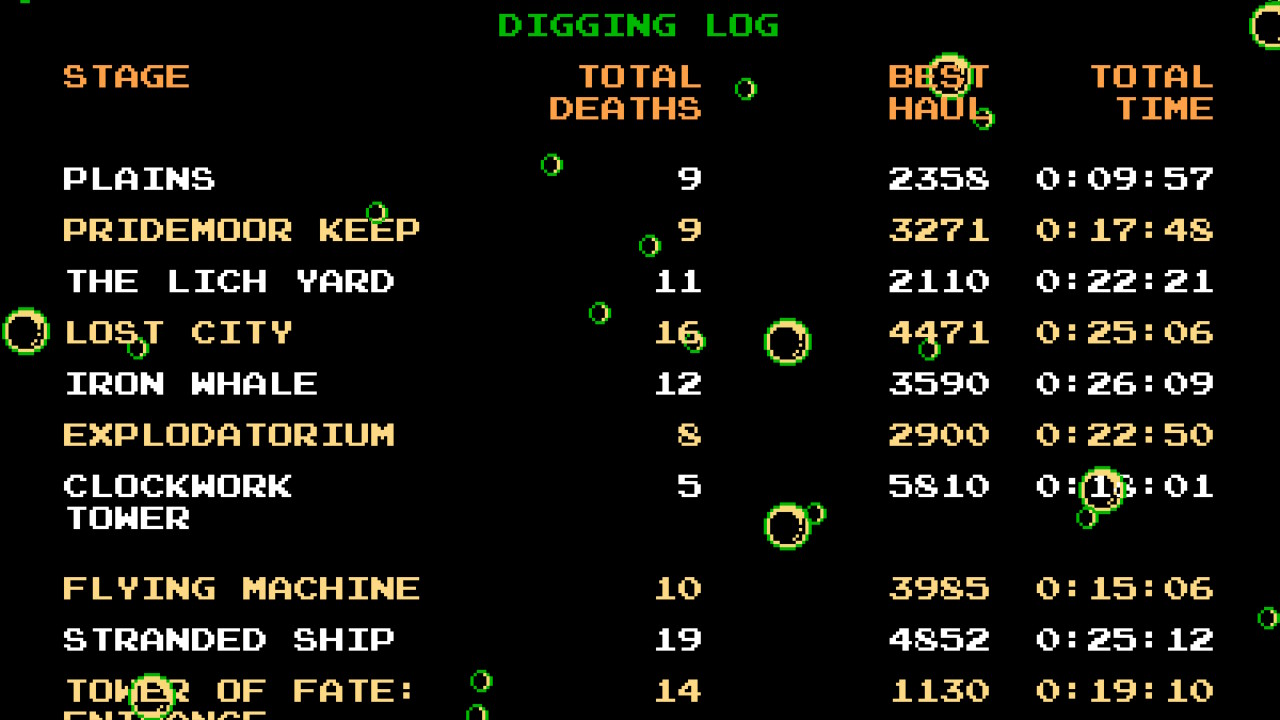 DIGGING LOG
STAGE TOTAL DEATHS BEST HAUL TOTAL TIME
PLAINS 9 2358 0:09:57
PRIDEMOOR KEEP 9 3271 0:17:48
THE LICH YARD 11 2110 0:22:21
LOST CITY 16 4471 0:25:06
IRON WHALE 12 3590 0:26:09
EXPLODATORIUM 8 2900 0:22:50
CLOCKWORK TOWER 5 5810
FLYING MACHINE 10 3985 0:15:06
STRANDED SHIP 19 4852 0:25:12
TOWER OF FATE: 14 1130 0:19:10
ENTRANCE